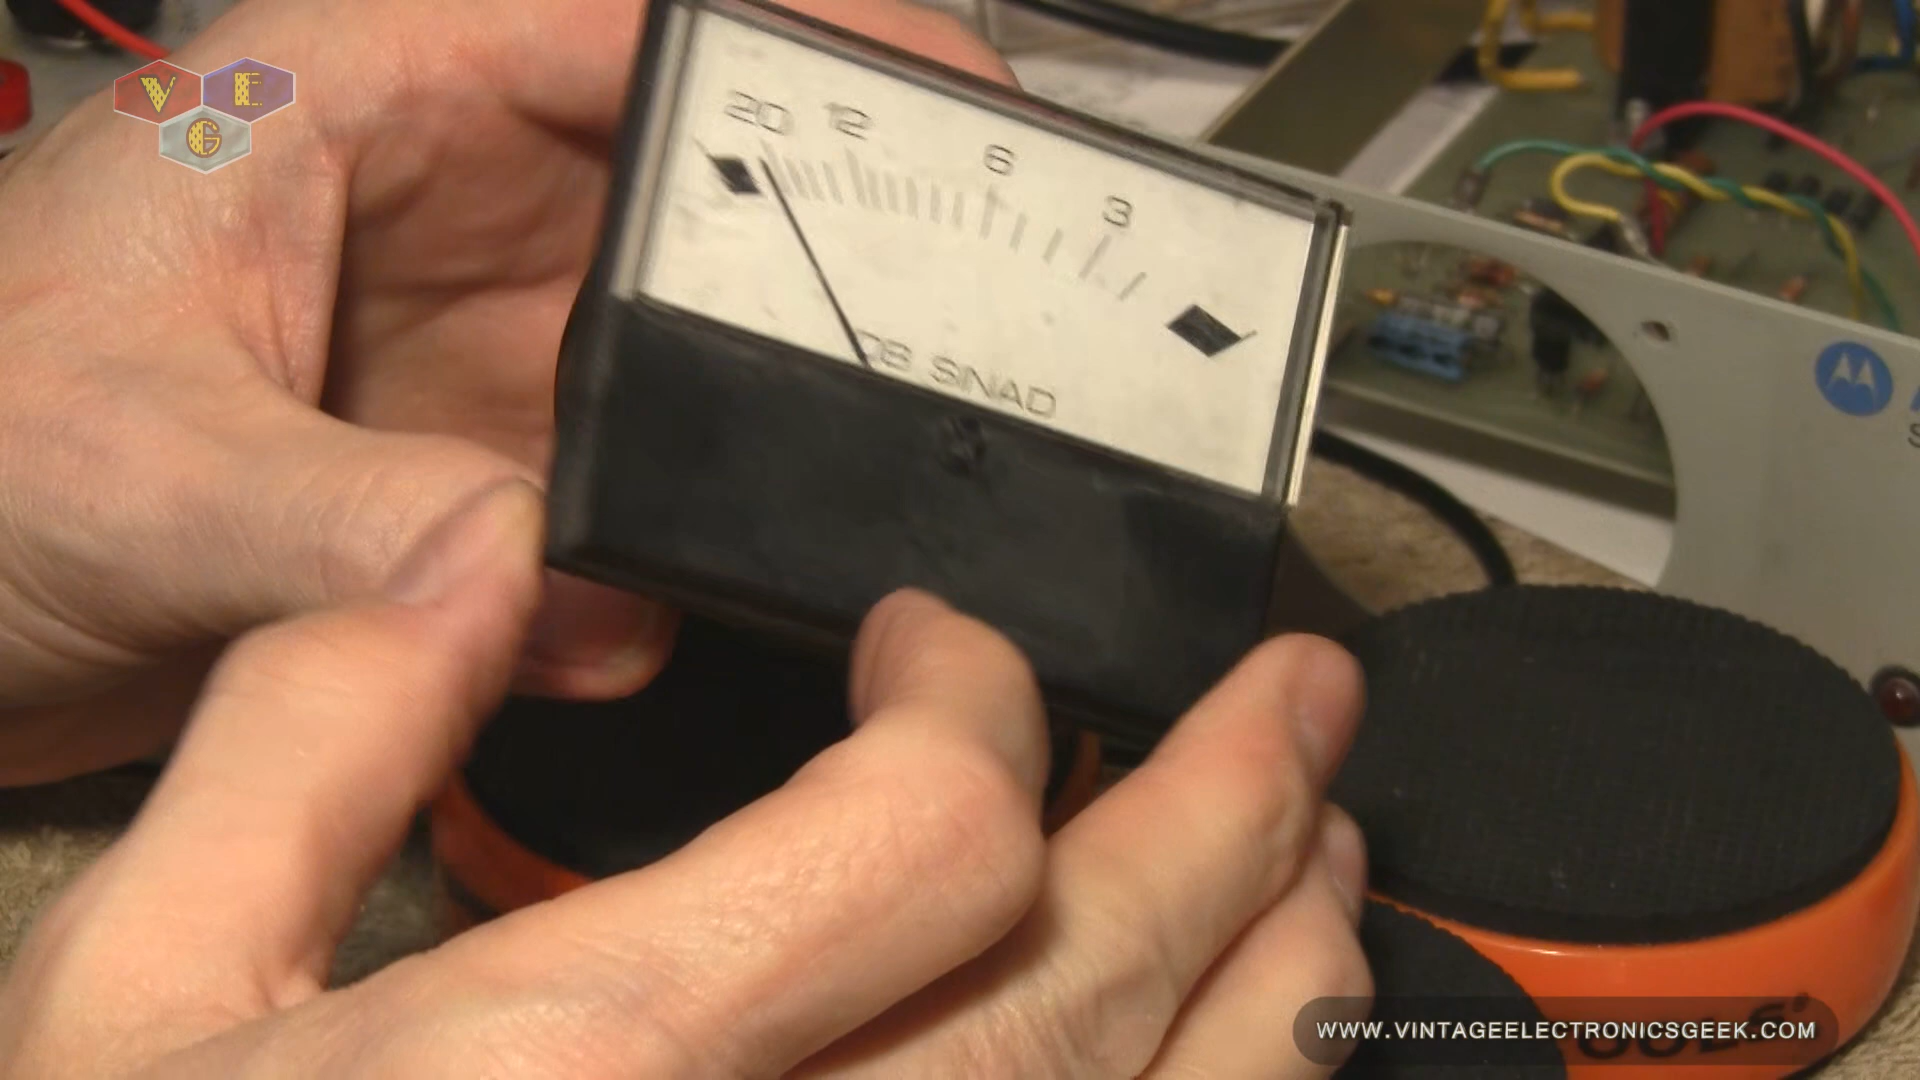 V E
G
20 12 6 3
DB SINAD
WWW.VINTAGEELECTRONICSGEEK.COM